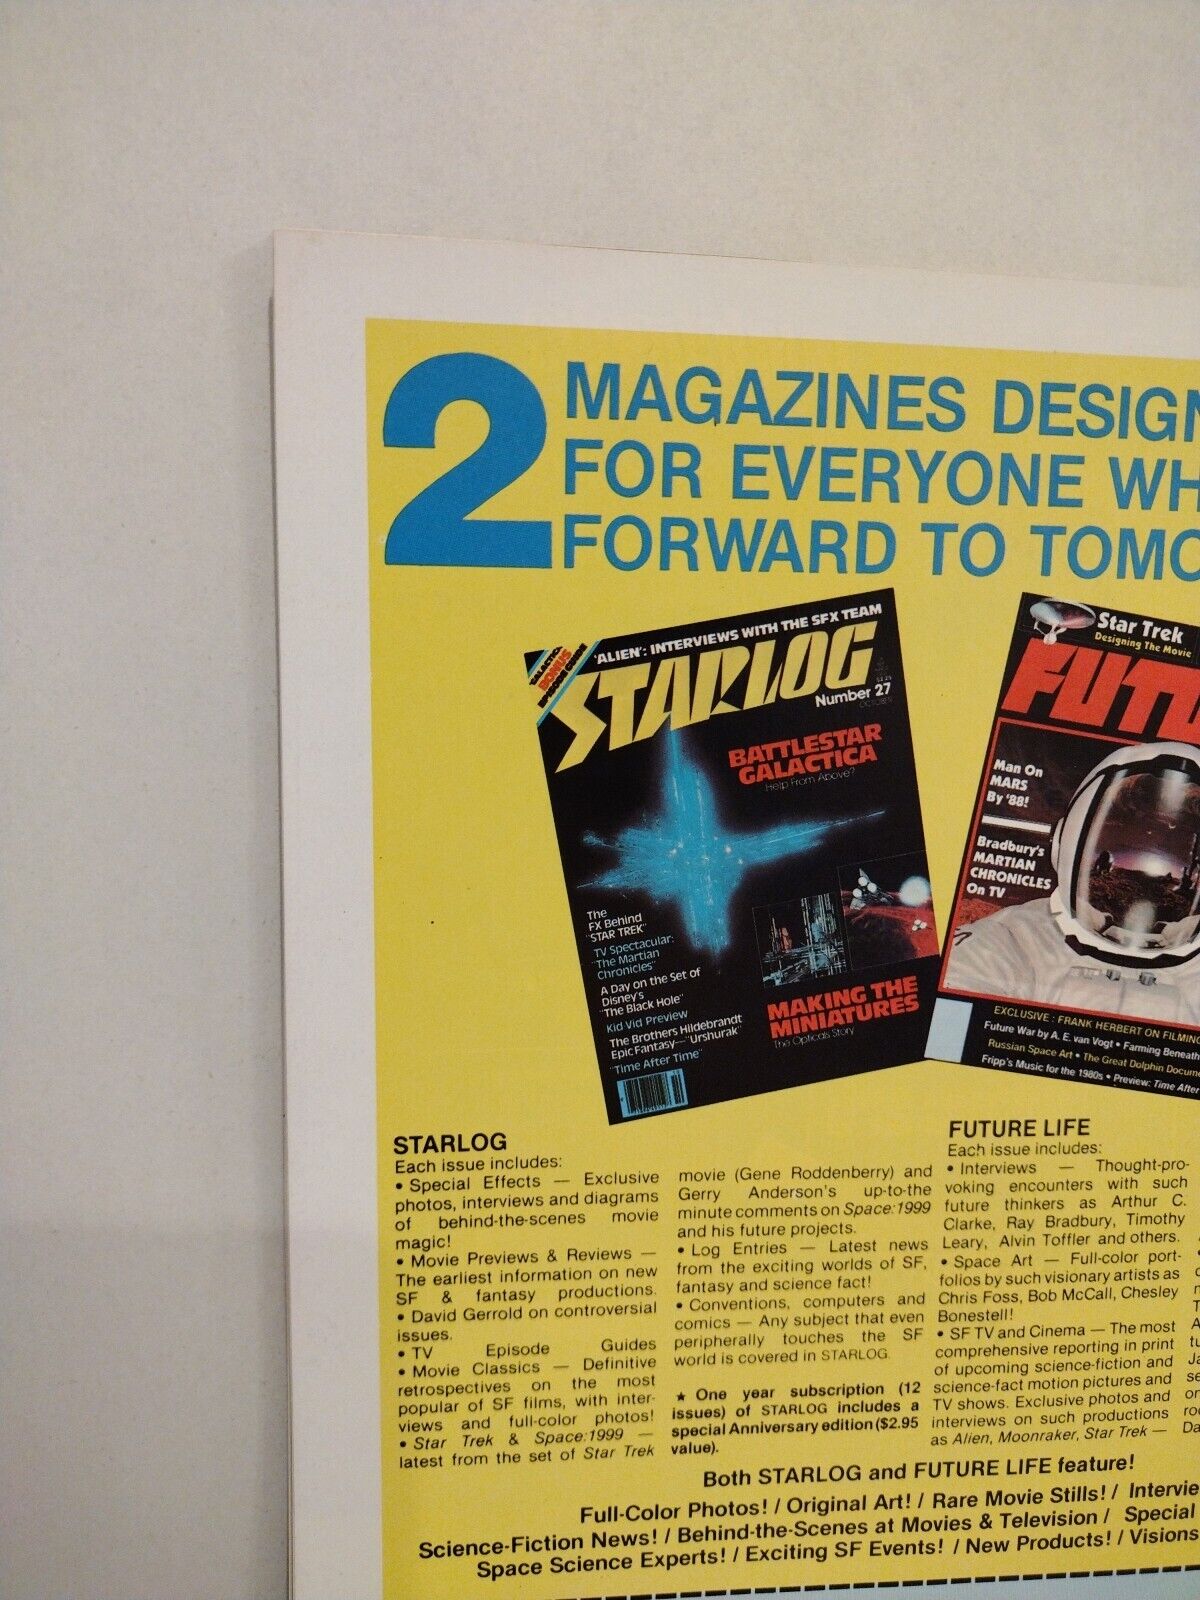 2
MAGAZINES DESIGN
FOR EVERYONE WH
FORWARD TO TOMO
GALACTICA
BONUS
EPISODE GUIDE
'ALIEN': INTERVIEWS WITH THE SFX TEAM
STARLOG
Number 27
OCTOBER
BATTLESTAR
GALACTICA
Help From Above?
The
FX Behind
"STAR TREK"
TV Spectacular:
"The Martian
Chronicles"
A Day on the Set of
Disney's
"The Black Hole"
Kid Vid Preview
The Brothers Hildebrandt
Epic Fantasy—"Urshurak"
"Time After Time"
MAKING THE
MINIATURES
The Opticals Story
Star Trek
Designing The Movie
FUTU
Man On
MARS
By '88!
Bradbury's
MARTIAN
CHRONICLES
On TV
EXCLUSIVE: FRANK HERBERT ON FILMING
Future War by A. E. van Vogt • Farming Beneath
Russian Space Art • The Great Dolphin Docume
Fripp's Music for the 1980s • Preview: Time After
STARLOG
Each issue includes:
• Special Effects — Exclusive
photos, interviews and diagrams
of behind-the-scenes movie
magic!
• Movie Previews & Reviews —
The earliest information on new
SF & fantasy productions.
• David Gerrold on controversial
issues.
• TV Episode Guides
• Movie Classics — Definitive
retrospectives on the most
popular of SF films, with inter-
views and full-color photos!
• Star Trek & Space:1999 —
latest from the set of Star Trek
movie (Gene Roddenberry) and
Gerry Anderson's up-to-the
minute comments on Space:1999
and his future projects.
• Log Entries — Latest news
from the exciting worlds of SF,
fantasy and science fact!
• Conventions, computers and
comics — Any subject that even
peripherally touches the SF
world is covered in STARLOG.
★ One year subscription (12
issues) of STARLOG includes a
special Anniversary edition ($2.95
value).
FUTURE LIFE
Each issue includes:
• Interviews — Thought-pro-
voking encounters with such
future thinkers as Arthur C.
Clarke, Ray Bradbury, Timothy
Leary, Alvin Toffler and others.
• Space Art — Full-color port-
folios by such visionary artists as
Chris Foss, Bob McCall, Chesley
Bonestell!
• SF TV and Cinema — The most
comprehensive reporting in print
of upcoming science-fiction and
science-fact motion pictures and
TV shows. Exclusive photos and
interviews on such productions
as Alien, Moonraker, Star Trek —
Both STARLOG and FUTURE LIFE feature!
Full-Color Photos! / Original Art! / Rare Movie Stills! / Intervie
Science-Fiction News! / Behind-the-Scenes at Movies & Television / Special
Space Science Experts! / Exciting SF Events! / New Products! / Visions